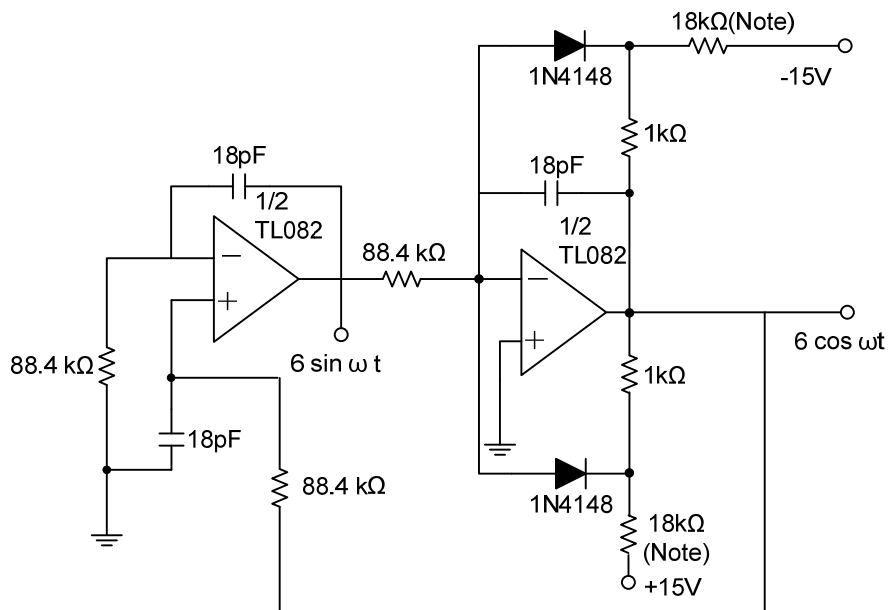 18kΩ(Note)
1N4148
-15V
1kΩ
18pF
18pF
1/2
TL082
1/2
TL082
88.4 kΩ
−
+
−
+
6 sin ω t
6 cos ωt
88.4 kΩ
1kΩ
18pF
88.4 kΩ
1N4148
18kΩ
(Note)
+15V